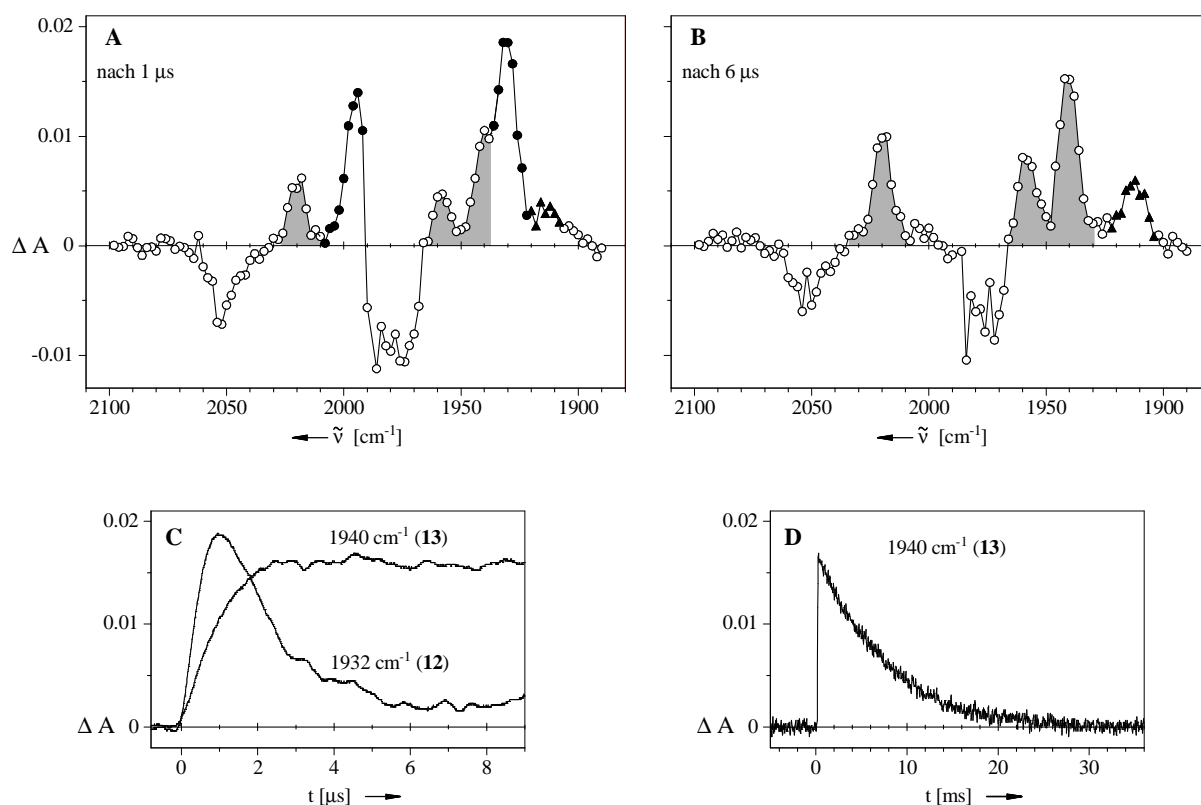 A
nach 1 µs
0.02
0.01
0
-0.01
Δ A
2100 2050 2000 1950 1900
ν̃ [cm⁻¹]
B
nach 6 µs
2100 2050 2000 1950 1900
ν̃ [cm⁻¹]
C
1940 cm⁻¹ (13)
1932 cm⁻¹ (12)
0.02
0.01
0
Δ A
0 2 4 6 8
t [µs]
D
1940 cm⁻¹ (13)
0.02
0.01
0
Δ A
0 10 20 30
t [ms]